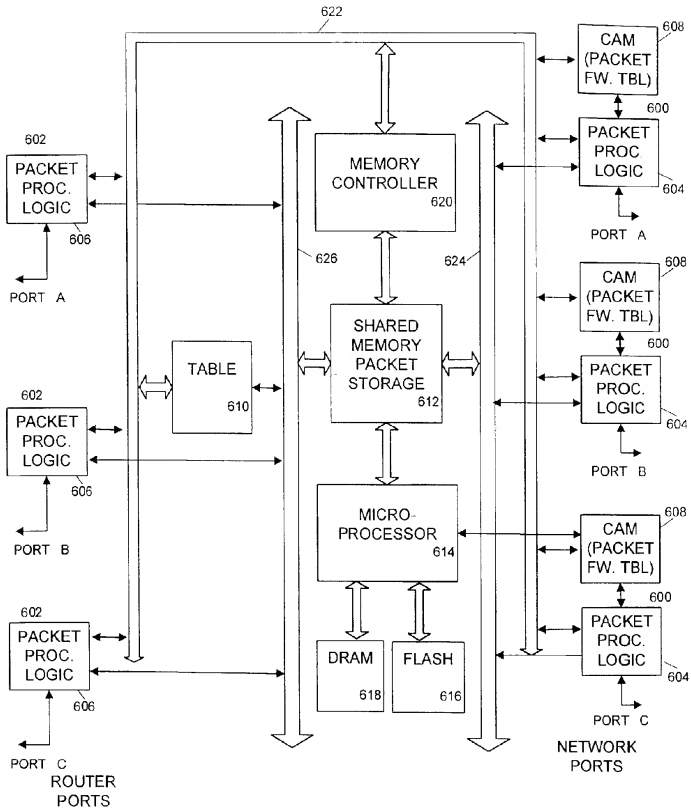 622
608
CAM
(PACKET
FW. TBL)
600
602
PACKET
PROC.
LOGIC
606
PORT A
MEMORY
CONTROLLER
620
PACKET
PROC.
LOGIC
604
PORT A
626
624
608
CAM
(PACKET
FW. TBL)
600
TABLE
610
SHARED
MEMORY
PACKET
STORAGE
612
PACKET
PROC.
LOGIC
604
PORT B
602
PACKET
PROC.
LOGIC
606
PORT B
MICRO-
PROCESSOR
614
608
CAM
(PACKET
FW. TBL)
600
602
PACKET
PROC.
LOGIC
606
PORT C
DRAM
618
FLASH
616
PACKET
PROC.
LOGIC
604
PORT C
ROUTER
PORTS
NETWORK
PORTS